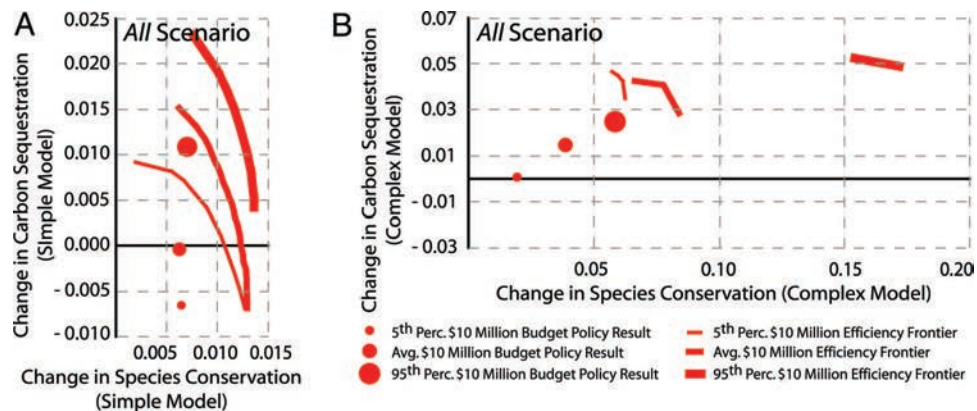 A
All Scenario
Change in Carbon Sequestration
(SImple Model)
0.025
0.020
0.015
0.010
0.005
0.000
- 0.005
- 0.010
0.005 0.010 0.015
Change in Species Conservation
(Simple Model)
B
All Scenario
Change in Carbon Sequestration
(Complex Model)
0.07
0.05
0.03
0.01
- 0.01
-0.03
0.05 0.10 0.15 0.20
Change in Species Conservation (Complex Model)
5th Perc. $10 Million Budget Policy Result
Avg. $10 Million Budget Policy Result
95th Perc. $10 Million Budget Policy Result
5th Perc. $10 Million Efficiency Frontier
Avg. $10 Million Efficiency Frontier
95th Perc. $10 Million Efficiency Frontier